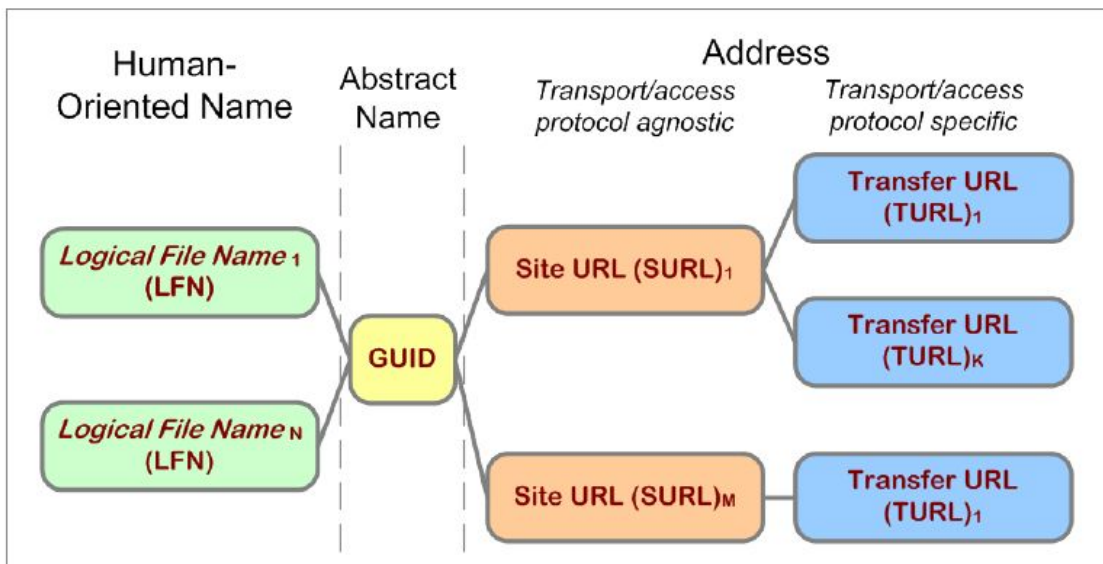 Human-
Oriented Name
Abstract
Name
Address
Transport/access
protocol agnostic
Transport/access
protocol specific
Logical File Name 1
(LFN)
Logical File Name N
(LFN)
GUID
Site URL (SURL)1
Site URL (SURL)M
Transfer URL
(TURL)1
Transfer URL
(TURL)K
Transfer URL
(TURL)1